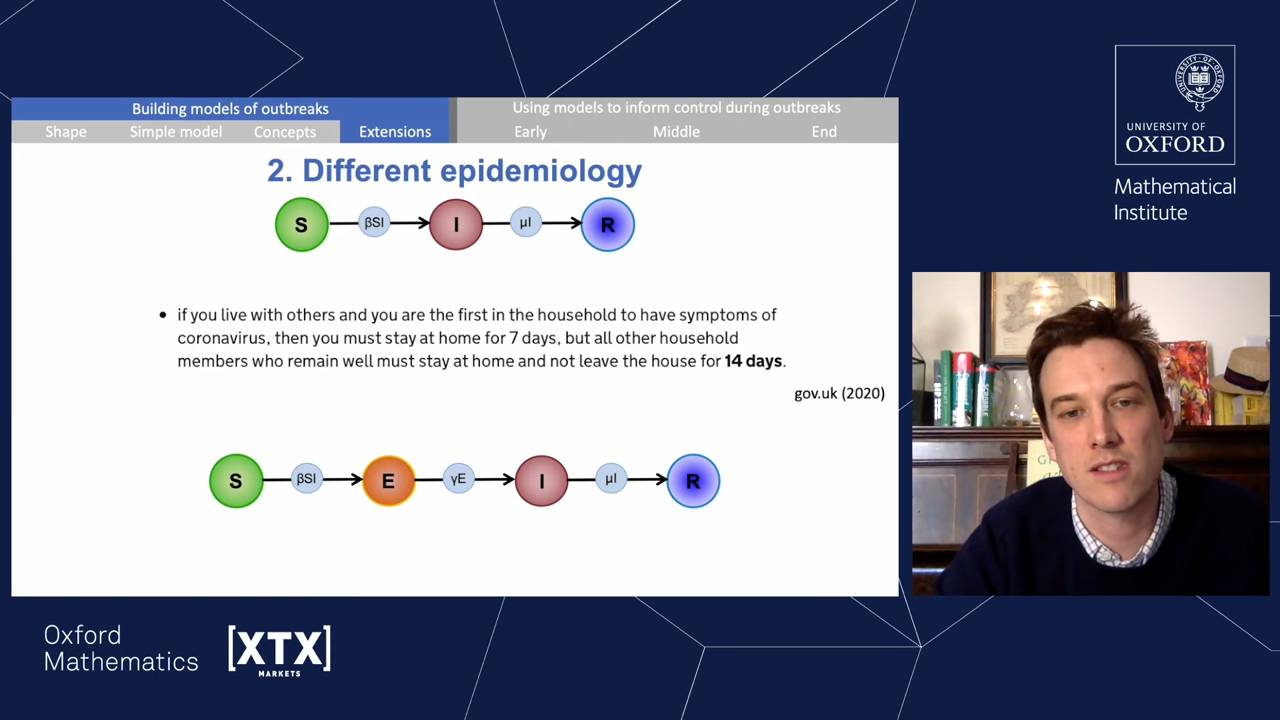 Building models of outbreaks
Using models to inform control during outbreaks
Shape
Simple model
Concepts
Extensions
Early
Middle
End
2. Different epidemiology
S
βSI
I
μI
R
• if you live with others and you are the first in the household to have symptoms of
coronavirus, then you must stay at home for 7 days, but all other household
members who remain well must stay at home and not leave the house for 14 days.
gov.uk (2020)
S
βSI
E
γE
I
μI
R
UNIVERSITY OF
OXFORD
Mathematical
Institute
Oxford
Mathematics
[XTX]
MARKETS